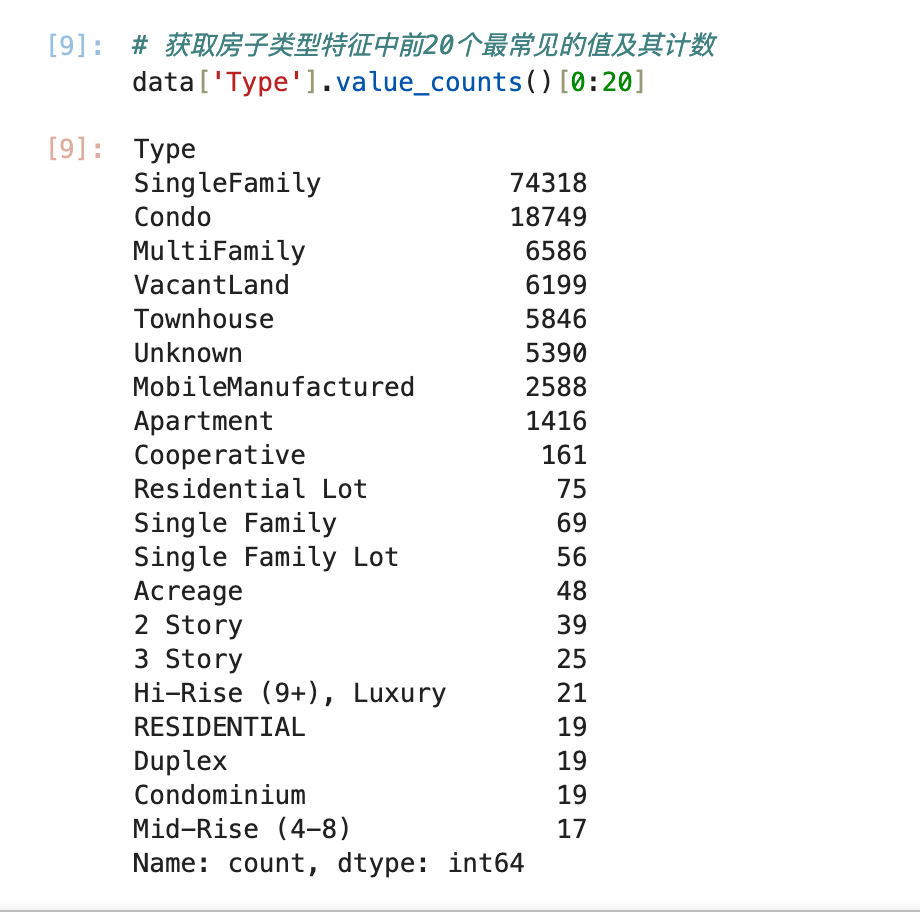 [9]: # 获取房子类型特征中前20个最常见的值及其计数
data['Type'].value_counts()[0:20]
[9]: Type
SingleFamily 74318
Condo 18749
MultiFamily 6586
VacantLand 6199
Townhouse 5846
Unknown 5390
MobileManufactured 2588
Apartment 1416
Cooperative 161
Residential Lot 75
Single Family 69
Single Family Lot 56
Acreage 48
2 Story 39
3 Story 25
Hi-Rise (9+), Luxury 21
RESIDENTIAL 19
Duplex 19
Condominium 19
Mid-Rise (4-8) 17
Name: count, dtype: int64